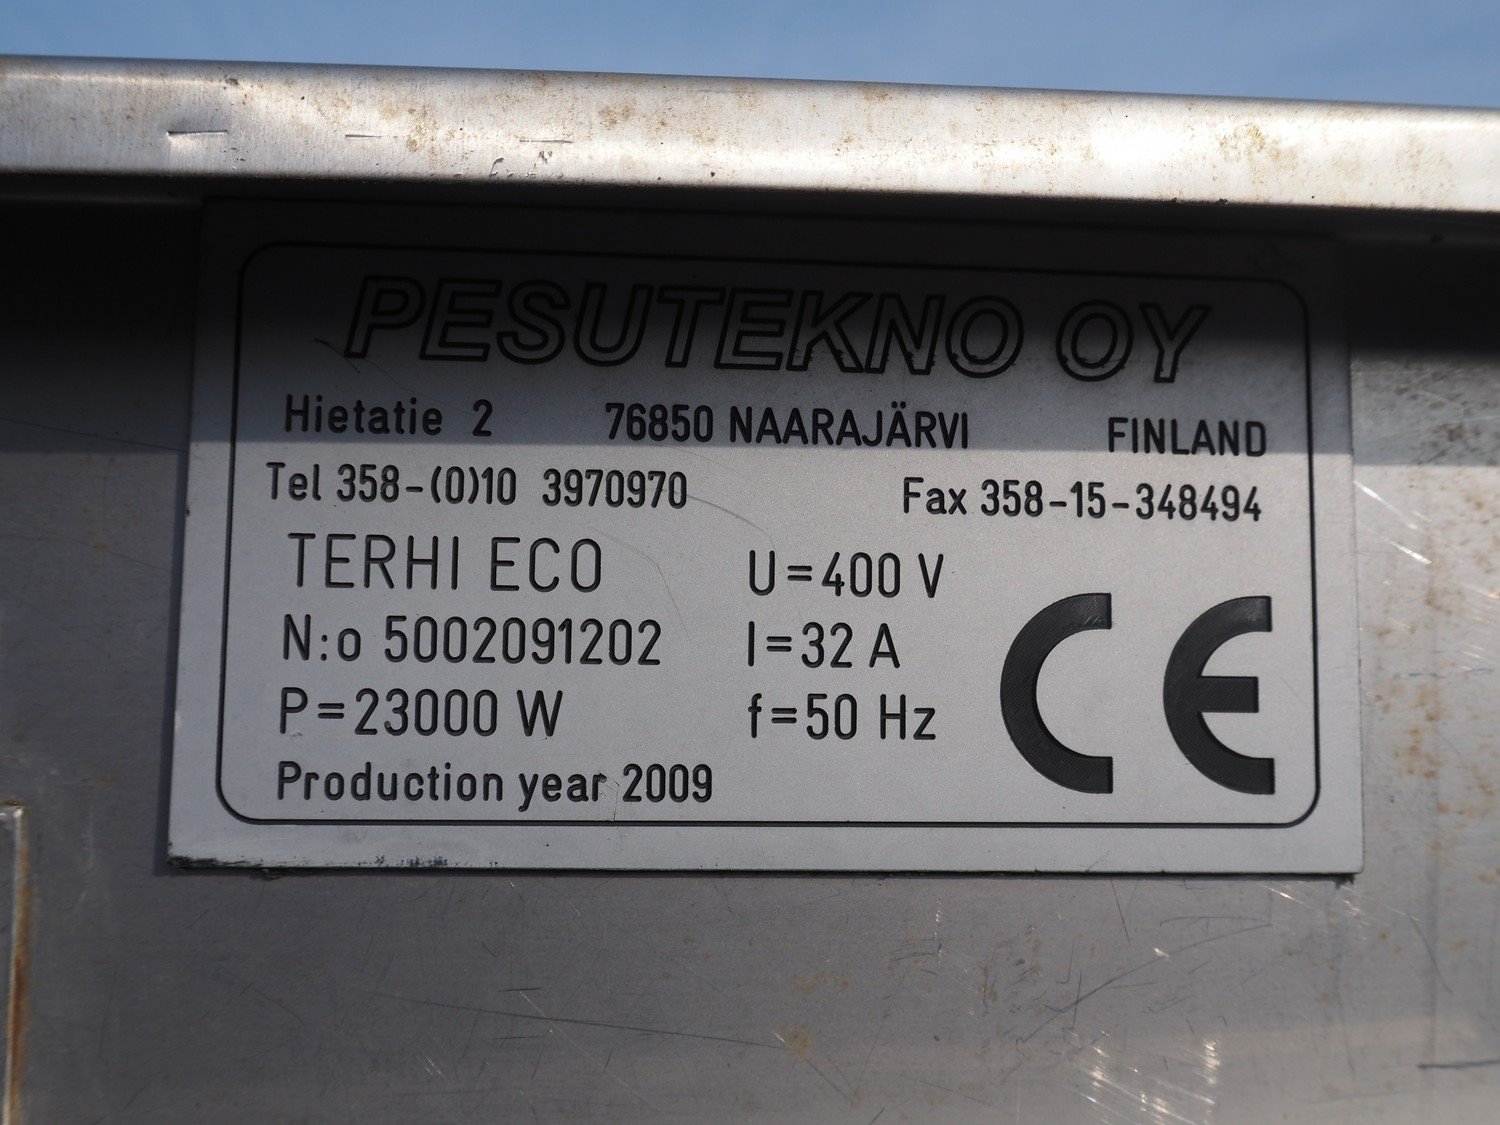 PESUTEKNO OY
Hietatie 2 76850 NAARAJÄRVI FINLAND
Tel 358-(0)10 3970970 Fax 358-15-348494
TERHI ECO U=400 V
N:o 5002091202 I=32 A
P=23000 W f=50 Hz
Production year 2009
CE